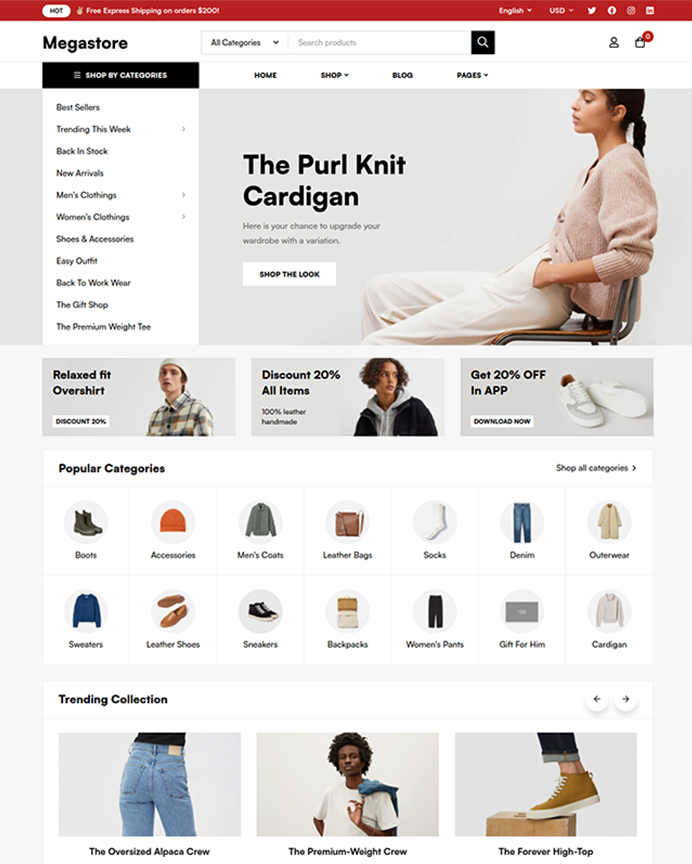 HOT ✌ Free Express Shipping on orders $200!
English USD
Megastore
All Categories Search products
0
SHOP BY CATEGORIES HOME SHOP BLOG PAGES
Best Sellers
Trending This Week
Back In Stock
New Arrivals
Men's Clothings
Women's Clothings
Shoes & Accessories
Easy Outfit
Back To Work Wear
The Gift Shop
The Premium Weight Tee
The Purl Knit
Cardigan
Here is your chance to upgrade your
wardrobe with a variation.
SHOP THE LOOK
Relaxed fit
Overshirt
DISCOUNT 20%
Discount 20%
All Items
100% leather
handmade
Get 20% OFF
In APP
DOWNLOAD NOW
Popular Categories Shop all categories
Boots Accessories Men's Coats Leather Bags Socks Denim Outerwear
Sweaters Leather Shoes Sneakers Backpacks Women's Pants Gift For Him Cardigan
Trending Collection
The Oversized Alpaca Crew The Premium-Weight Crew The Forever High-Top